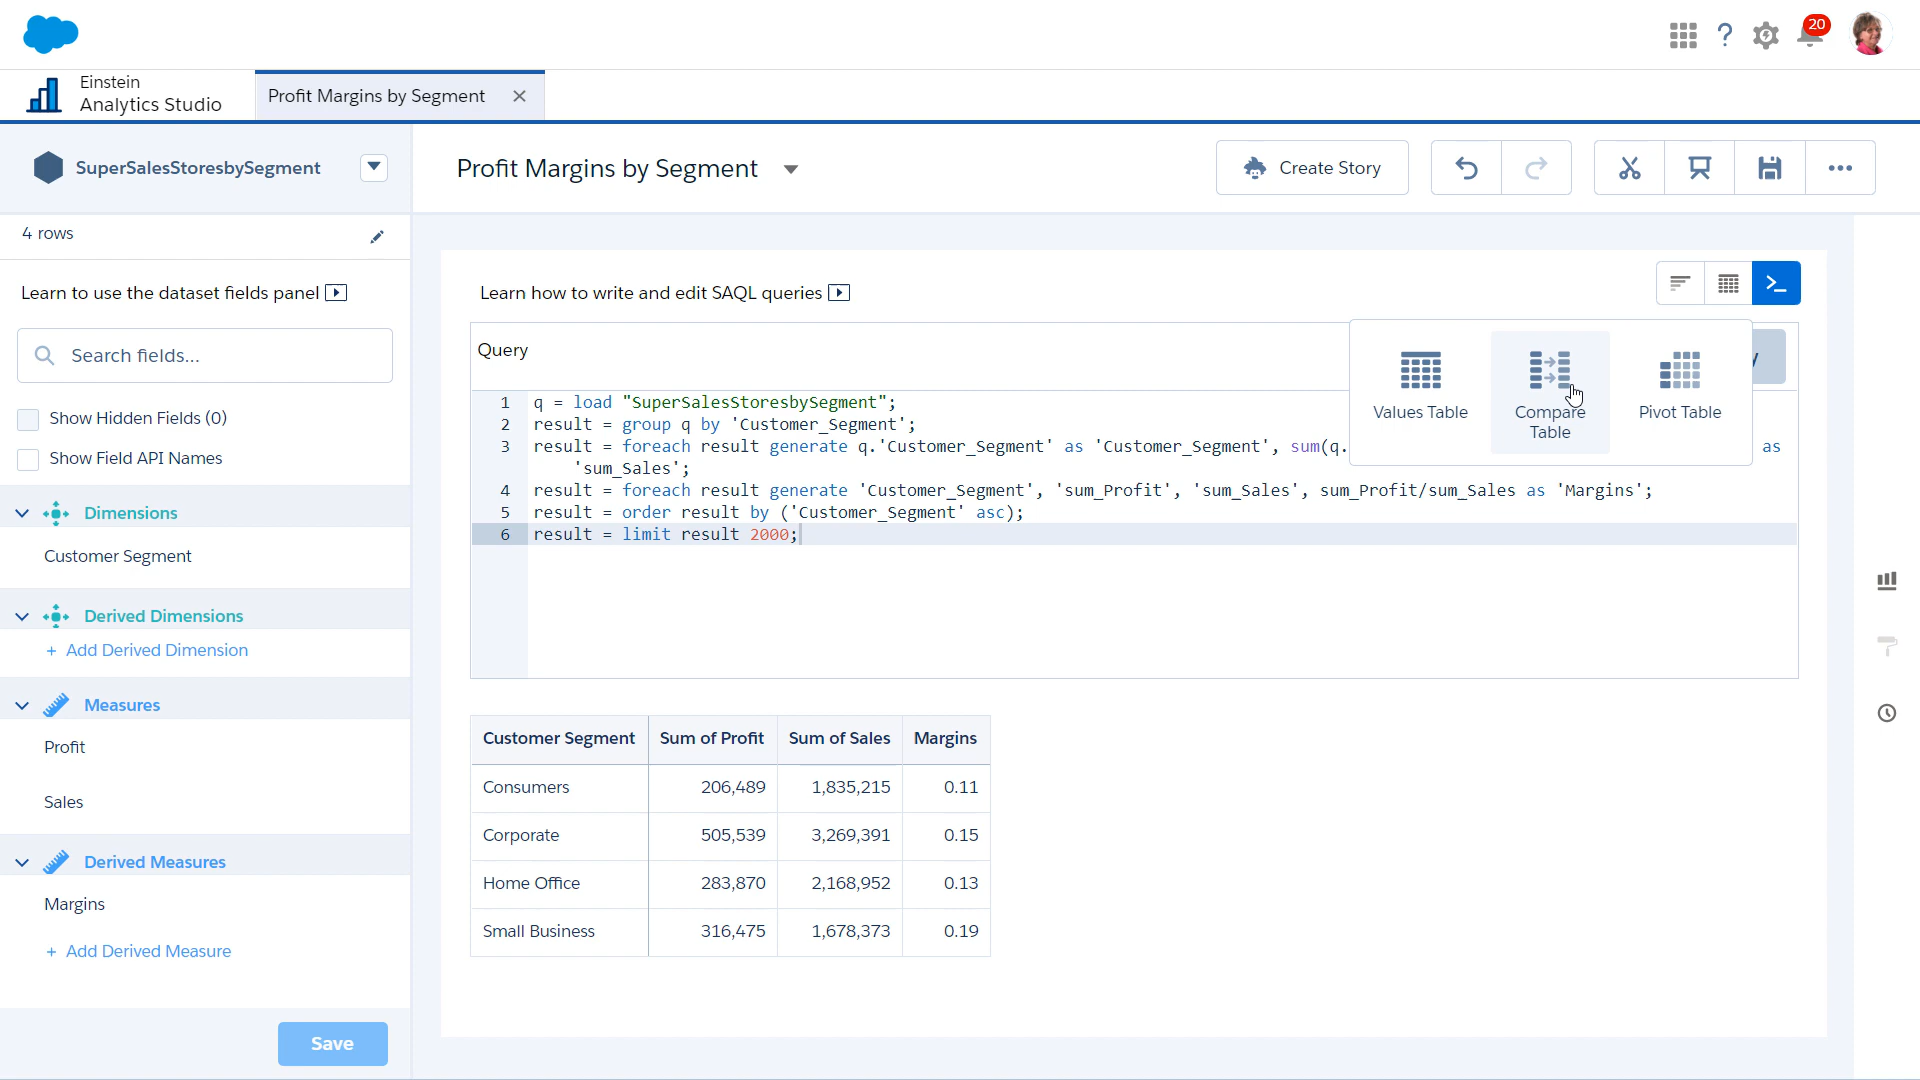 20
Einstein
Analytics Studio
Profit Margins by Segment
SuperSalesStoresbySegment
Profit Margins by Segment
Create Story
4 rows
Learn to use the dataset fields panel
Learn how to write and edit SAQL queries
Search fields...
Query
Values Table
Compare
Table
Pivot Table
Show Hidden Fields (0)
Show Field API Names
1 q = load "SuperSalesStoresbySegment";
2 result = group q by 'Customer_Segment';
3 result = foreach result generate q.'Customer_Segment' as 'Customer_Segment', sum(q. as
'sum_Sales';
4 result = foreach result generate 'Customer_Segment', 'sum_Profit', 'sum_Sales', sum_Profit/sum_Sales as 'Margins';
5 result = order result by ('Customer_Segment' asc);
6 result = limit result 2000;
Dimensions
Customer Segment
Derived Dimensions
+ Add Derived Dimension
Measures
Profit
Sales
Derived Measures
Margins
+ Add Derived Measure
Save
Customer Segment Sum of Profit Sum of Sales Margins
Consumers 206,489 1,835,215 0.11
Corporate 505,539 3,269,391 0.15
Home Office 283,870 2,168,952 0.13
Small Business 316,475 1,678,373 0.19